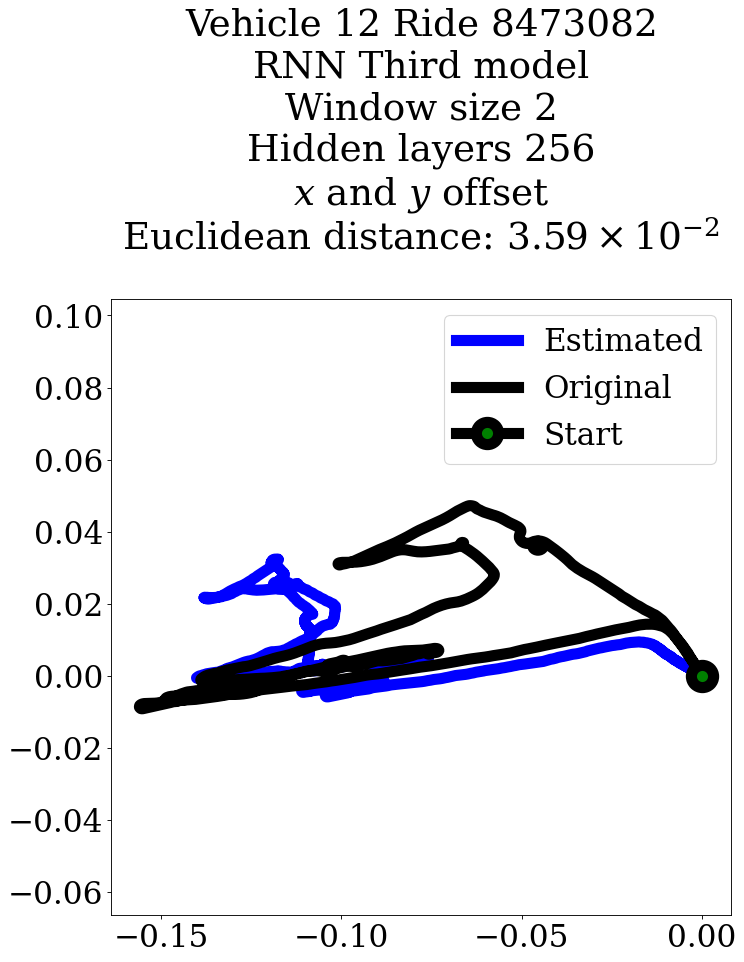 Vehicle 12 Ride 8473082
RNN Third model
Window size 2
Hidden layers 256
x and y offset
Euclidean distance: 3.59 × 10⁻²
Estimated
Original
Start
0.10
0.08
0.06
0.04
0.02
0.00
−0.02
−0.04
−0.06
−0.15
−0.10
−0.05
0.00